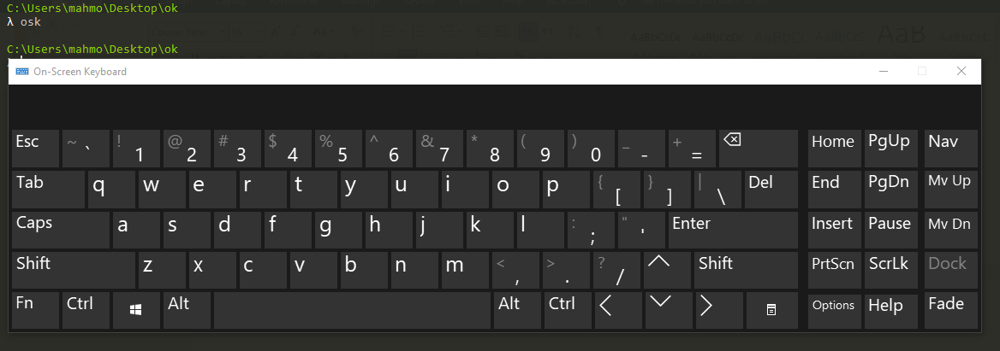 C:\Users\mahmo\Desktop\ok
λ osk
C:\Users\mahmo\Desktop\ok
On-Screen Keyboard
Esc ~ ` ! 1 @ 2 # 3 $ 4 % 5 ^ 6 & 7 * 8 ( 9 ) 0 _ - + = Home PgUp Nav
Tab q w e r t y u i o p { [ } ] | \ Del End PgDn Mv Up
Caps a s d f g h j k l : ; " ' Enter Insert Pause Mv Dn
Shift z x c v b n m < , > . ? / Shift PrtScn ScrLk Dock
Fn Ctrl Alt Alt Ctrl Options Help Fade